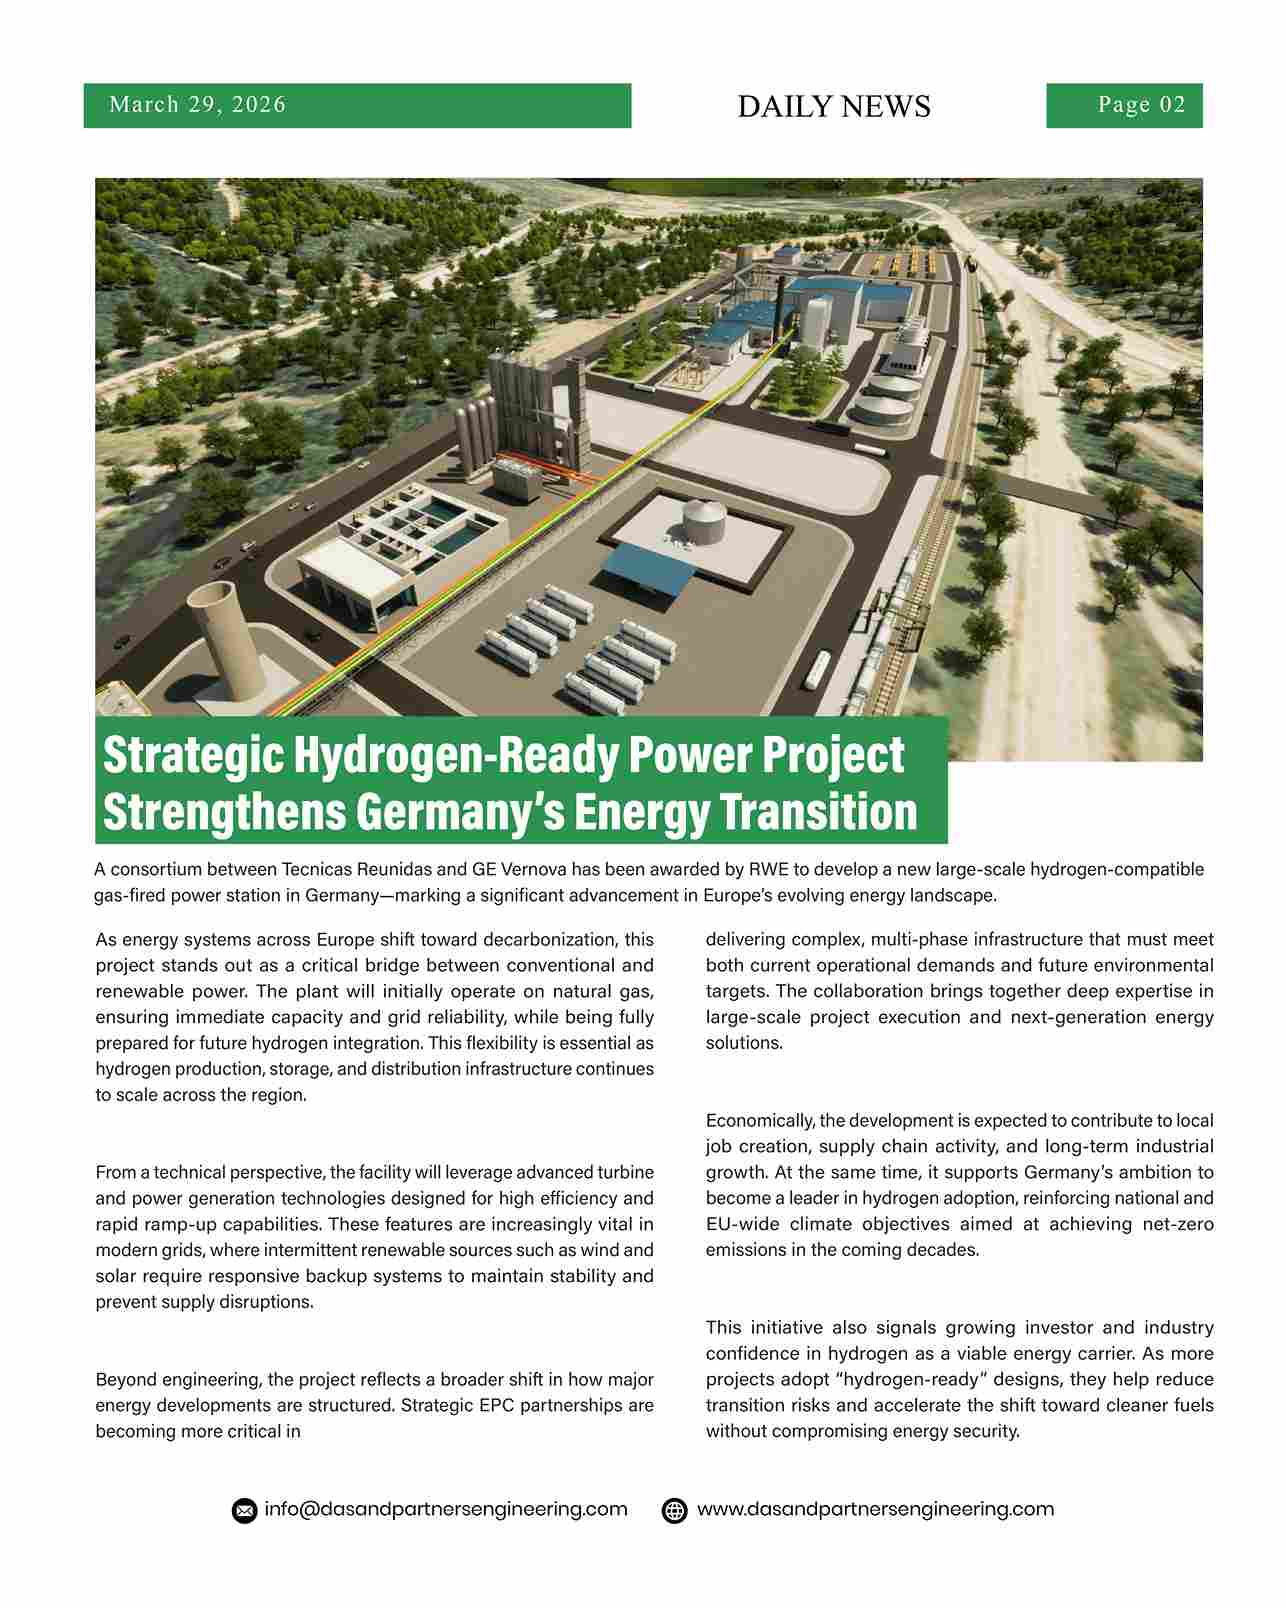 March 29, 2026
DAILY NEWS
Page 02
Strategic Hydrogen-Ready Power Project
Strengthens Germany's Energy Transition
A consortium between Tecnicas Reunidas and GE Vernova has been awarded by RWE to develop a new large-scale hydrogen-compatible
gas-fired power station in Germany—marking a significant advancement in Europe's evolving energy landscape.
As energy systems across Europe shift toward decarbonization, this
project stands out as a critical bridge between conventional and
renewable power. The plant will initially operate on natural gas,
ensuring immediate capacity and grid reliability, while being fully
prepared for future hydrogen integration. This flexibility is essential as
hydrogen production, storage, and distribution infrastructure continues
to scale across the region.
From a technical perspective, the facility will leverage advanced turbine
and power generation technologies designed for high efficiency and
rapid ramp-up capabilities. These features are increasingly vital in
modern grids, where intermittent renewable sources such as wind and
solar require responsive backup systems to maintain stability and
prevent supply disruptions.
Beyond engineering, the project reflects a broader shift in how major
energy developments are structured. Strategic EPC partnerships are
becoming more critical in
delivering complex, multi-phase infrastructure that must meet
both current operational demands and future environmental
targets. The collaboration brings together deep expertise in
large-scale project execution and next-generation energy
solutions.
Economically, the development is expected to contribute to local
job creation, supply chain activity, and long-term industrial
growth. At the same time, it supports Germany's ambition to
become a leader in hydrogen adoption, reinforcing national and
EU-wide climate objectives aimed at achieving net-zero
emissions in the coming decades.
This initiative also signals growing investor and industry
confidence in hydrogen as a viable energy carrier. As more
projects adopt “hydrogen-ready” designs, they help reduce
transition risks and accelerate the shift toward cleaner fuels
without compromising energy security.
info@dasandpartnersengineering.com
www.dasandpartnersengineering.com